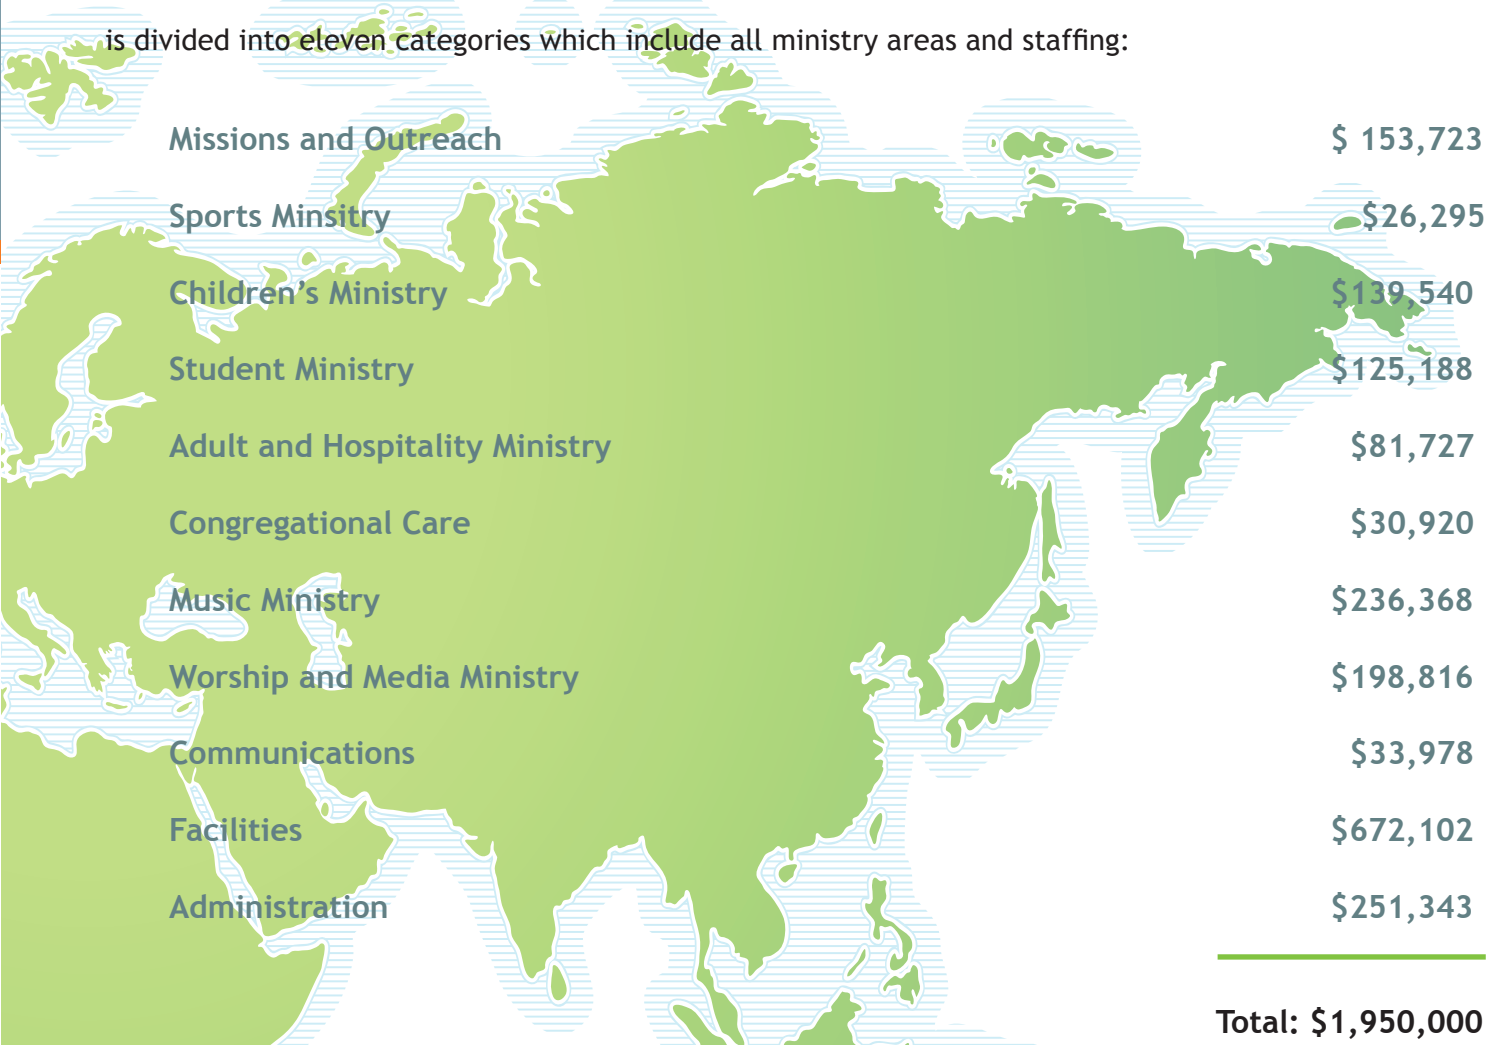 is divided into eleven categories which include all ministry areas and staffing:
Missions and Outreach $ 153,723
Sports Minsitry $26,295
Children’s Ministry $139,540
Student Ministry $125,188
Adult and Hospitality Ministry $81,727
Congregational Care $30,920
Music Ministry $236,368
Worship and Media Ministry $198,816
Communications $33,978
Facilities $672,102
Administration $251,343
Total: $1,950,000